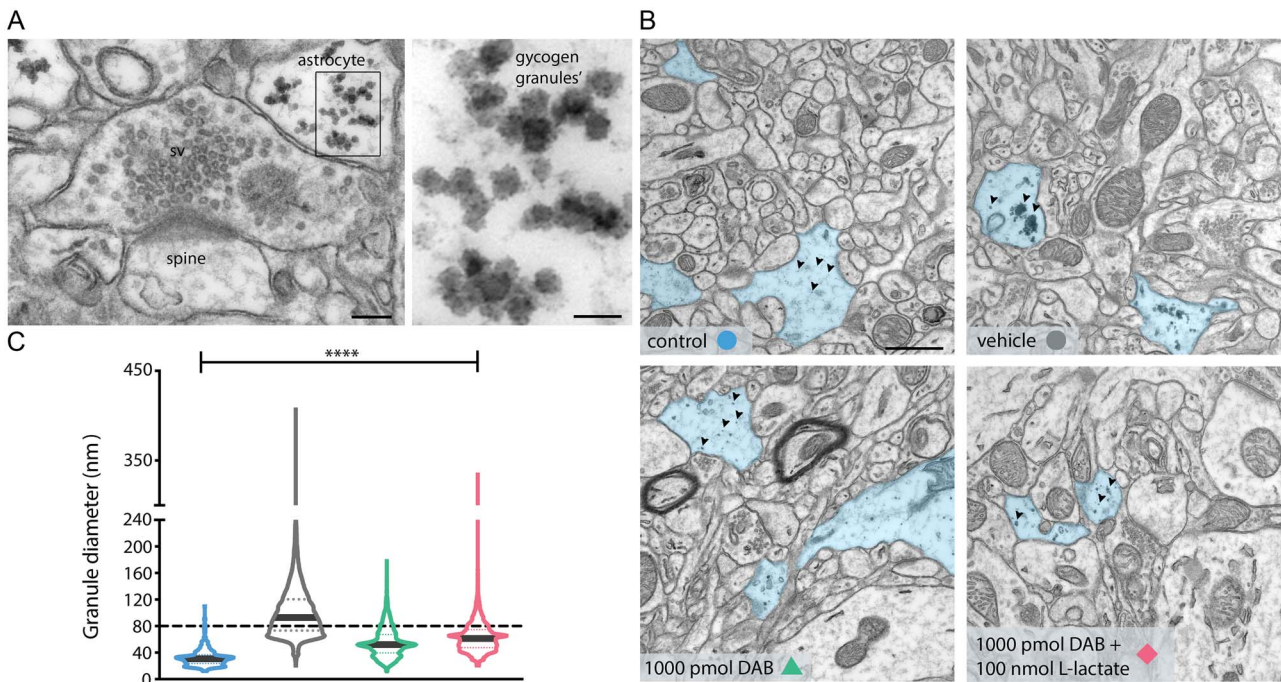 A
astrocyte
sv
spine
gycogen
granules’
B
control
vehicle
1000 pmol DAB
1000 pmol DAB +
100 nmol L-lactate
C
****
Granule diameter (nm)
450
350
240
200
160
120
80
40
0